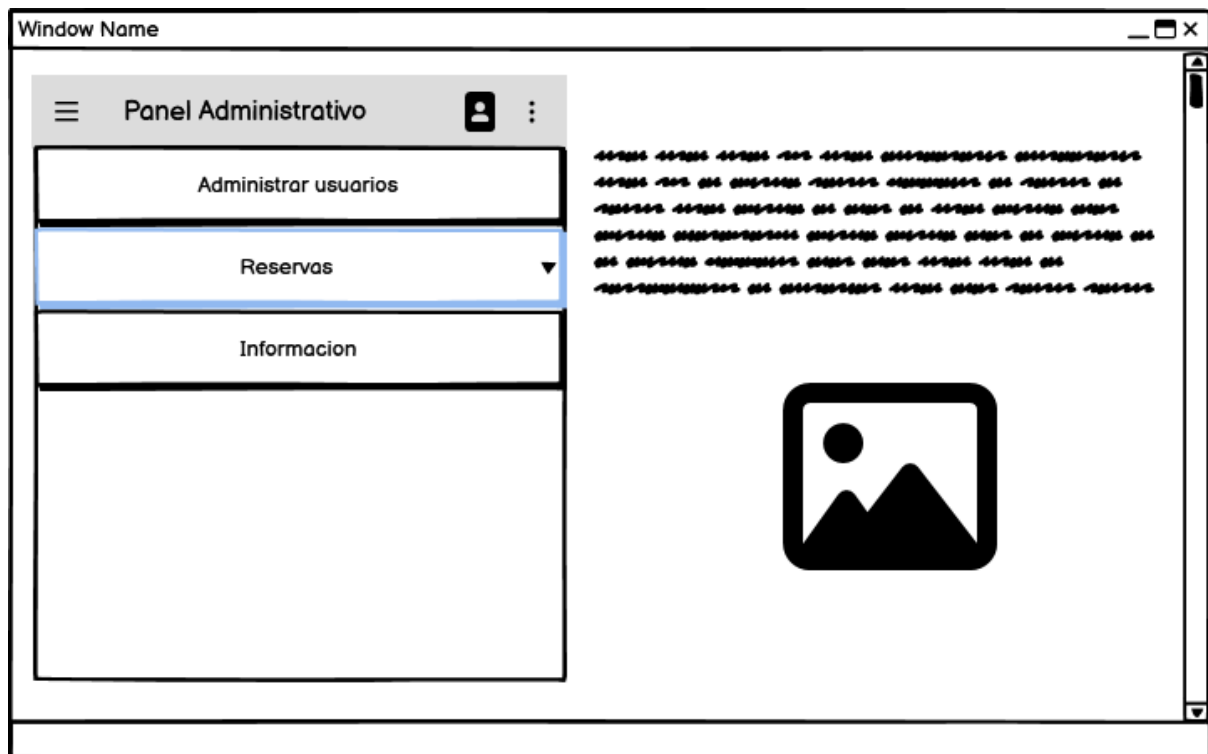 Window Name
Panel Administrativo
Administrar usuarios
Reservas
Informacion